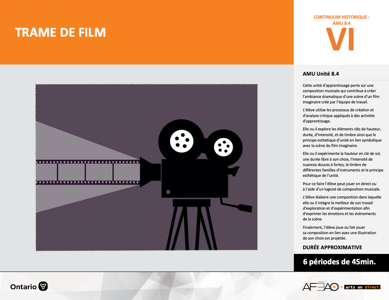 TRAME DE FILM
CONTINUUM HISTORIQUE :
AMU 8.4
VI
AMU Unité 8.4
Cette unité d'apprentissage porte sur une
composition musicale qui contribue à créer
l'ambiance dramatique d'une scène d'un film
imaginaire créé par l'équipe de travail.
L'élève utilise les processus de création et
d'analyse critique appliqués à des activités
d'apprentissage.
Elle ou il explore les éléments clés de hauteur,
durée, d'intensité, et de timbre ainsi que le
principe esthétique d'unité en lien symbolique
avec la scène du film imaginaire.
Elle ou il expérimente la hauteur en clé de sol,
une durée libre à son choix, l'intensité de
nuances douces à fortes, le timbre de
différentes familles d'instruments et le principe
esthétique de l'unité.
Pour ce faire l'élève peut jouer en direct ou
à l'aide d'un logiciel de composition musicale.
L'élève élabore une composition dans laquelle
elle ou il intègre le meilleur de son travail
d'exploration et d'expérimentation afin
d'exprimer les émotions et les événements
de la scène.
Finalement, l'élève joue ou fait jouer
sa composition en lien avec une illustration
de son choix est projetée.
DURÉE APPROXIMATIVE
6 périodes de 45min.
Ontario
AFEAO
arts en direct